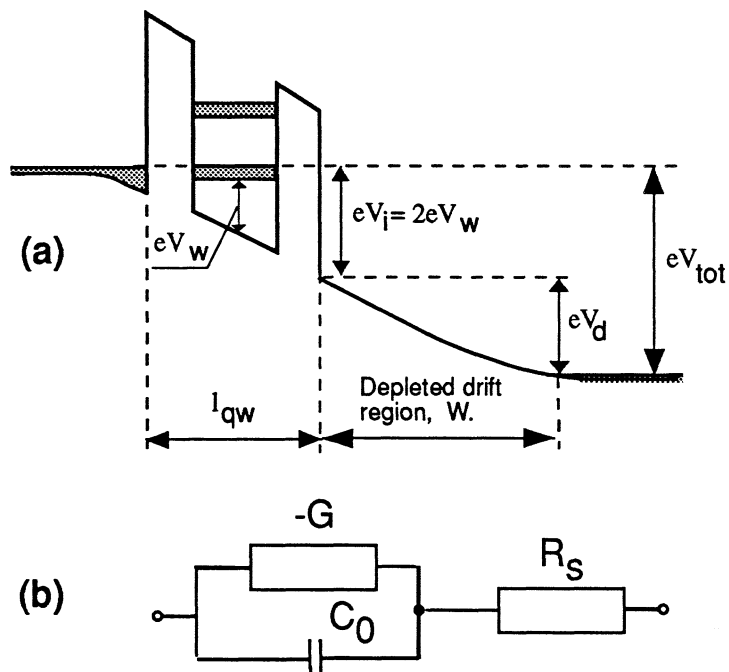 (a)
eV_w
eV_i = 2eV_w
eV_tot
eV_d
l_qw
Depleted drift
region, W.
(b)
-G
C_0
R_S